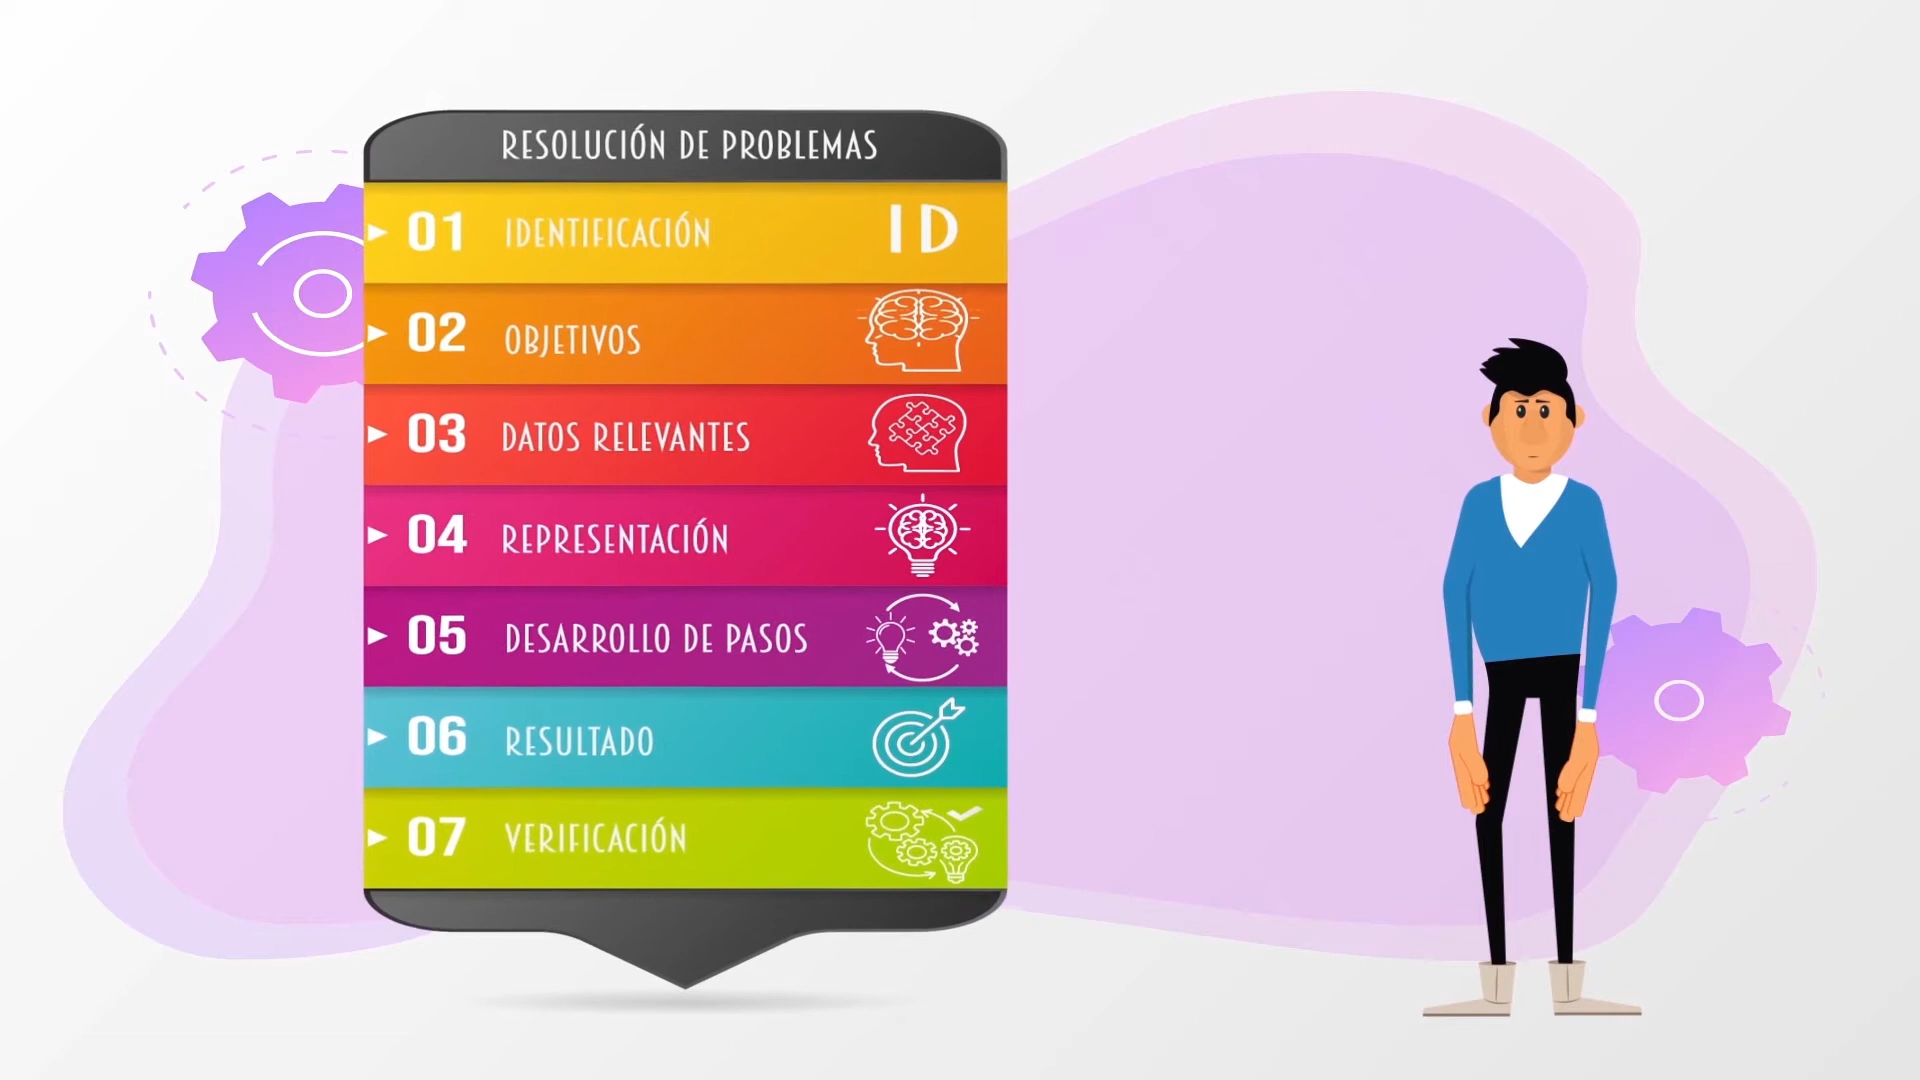 RESOLUCIÓN DE PROBLEMAS
01 IDENTIFICACIÓN ID
02 OBJETIVOS
03 DATOS RELEVANTES
04 REPRESENTACIÓN
05 DESARROLLO DE PASOS
06 RESULTADO
07 VERIFICACIÓN